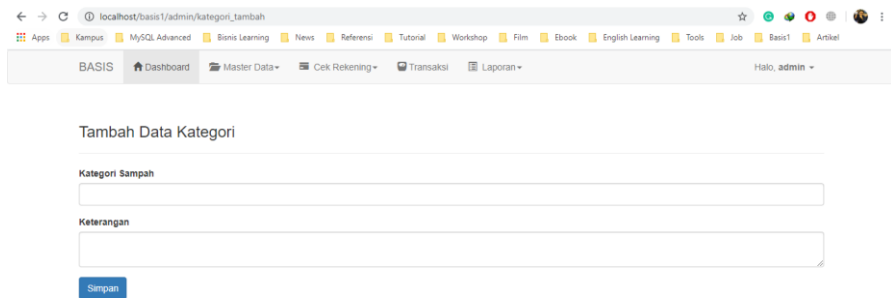 localhost/basis1/admin/kategori_tambah
Apps Kampus MySQL Advanced Bisnis Learning News Referensi Tutorial Workshop Film Ebook English Learning Tools Job Basis1 Artikel
BASIS Dashboard Master Data Cek Rekening Transaksi Laporan Halo, admin
Tambah Data Kategori
Kategori Sampah
Keterangan
Simpan